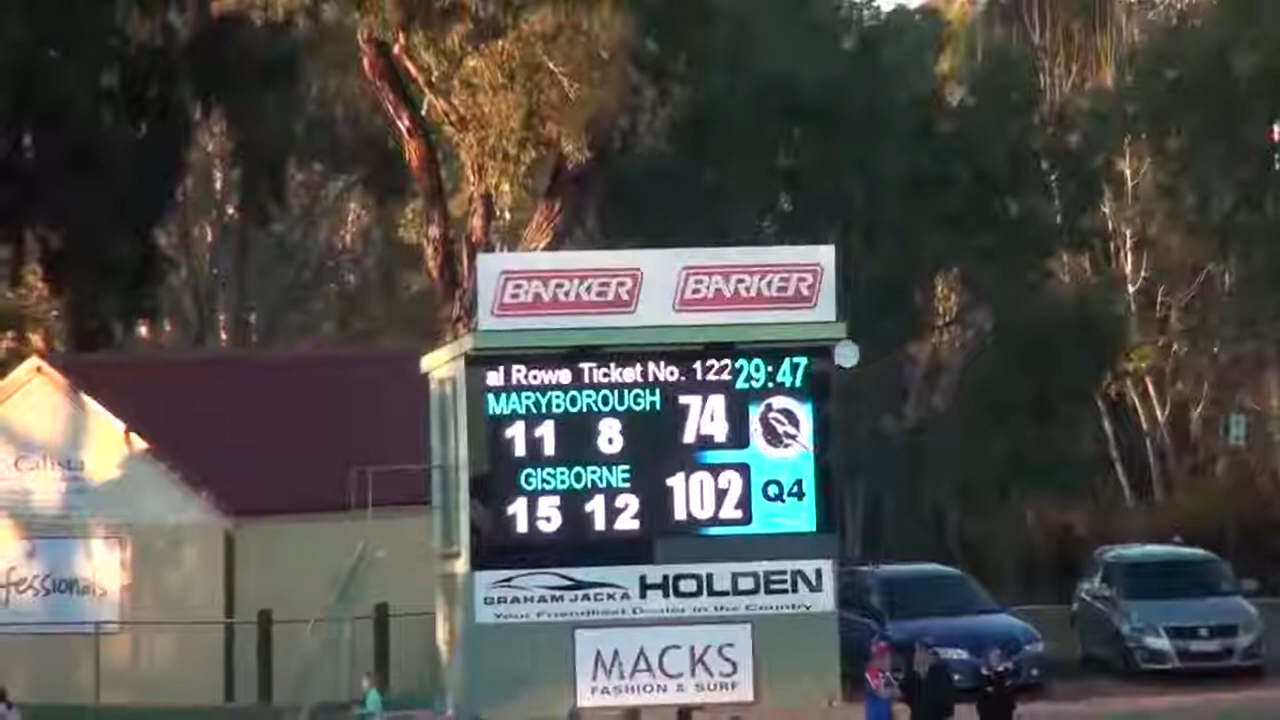 BARKER BARKER
al Rowe Ticket No. 122 29:47
MARYBOROUGH
11 8 74
GISBORNE
15 12 102 Q4
GRAHAM JACKA HOLDEN
Your Friendliest Dealer in the Country
MACKS
FASHION & SURF
Calista
fessionals